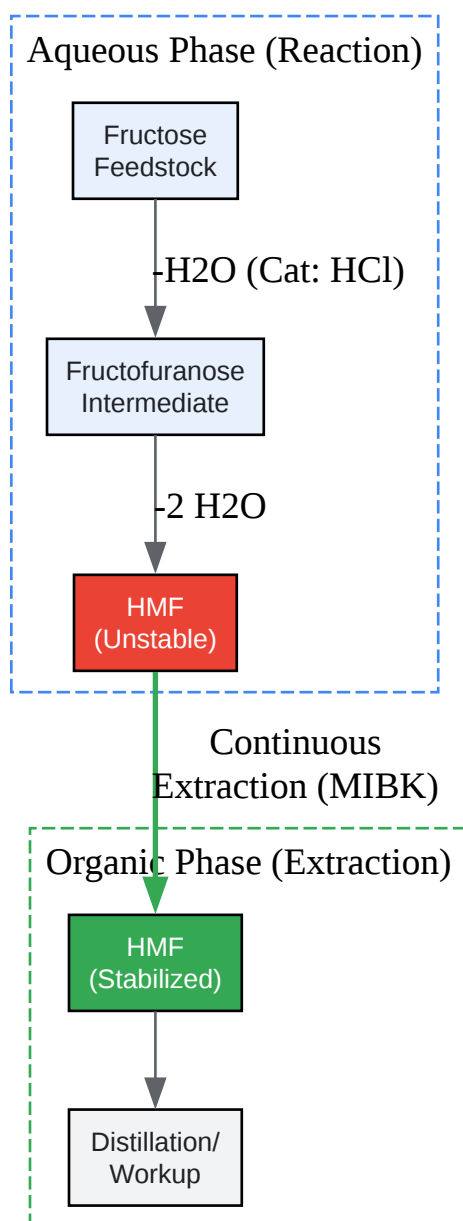 Aqueous Phase (Reaction)
Fructose
Feedstock
-H2O (Cat: HCl)
Fructofuranose
Intermediate
-2 H2O
HMF
(Unstable)
Continuous
Extraction (MIBK)
Organic Phase (Extraction)
HMF
(Stabilized)
Distillation/
Workup